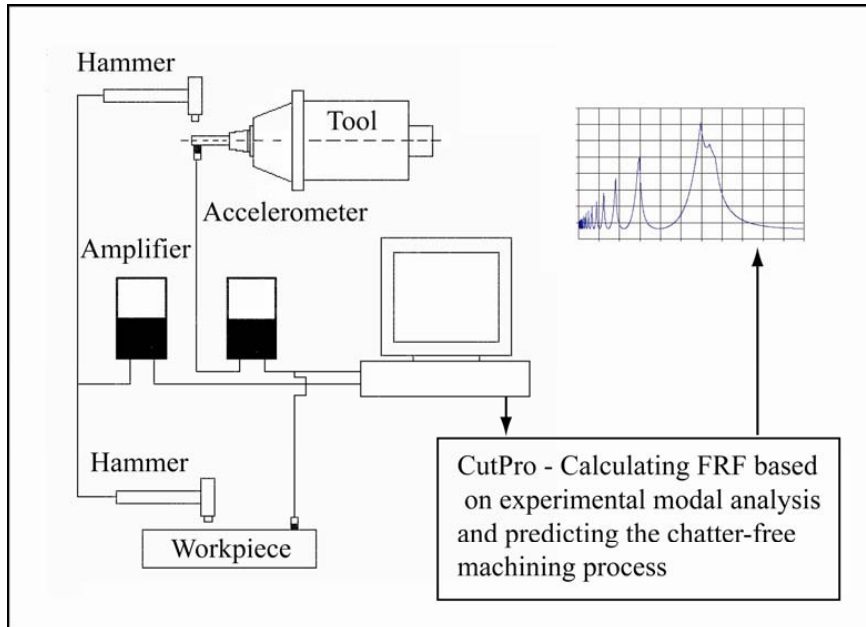 Hammer
Tool
Accelerometer
Amplifier
Hammer
Workpiece
CutPro - Calculating FRF based
on experimental modal analysis
and predicting the chatter-free
machining process